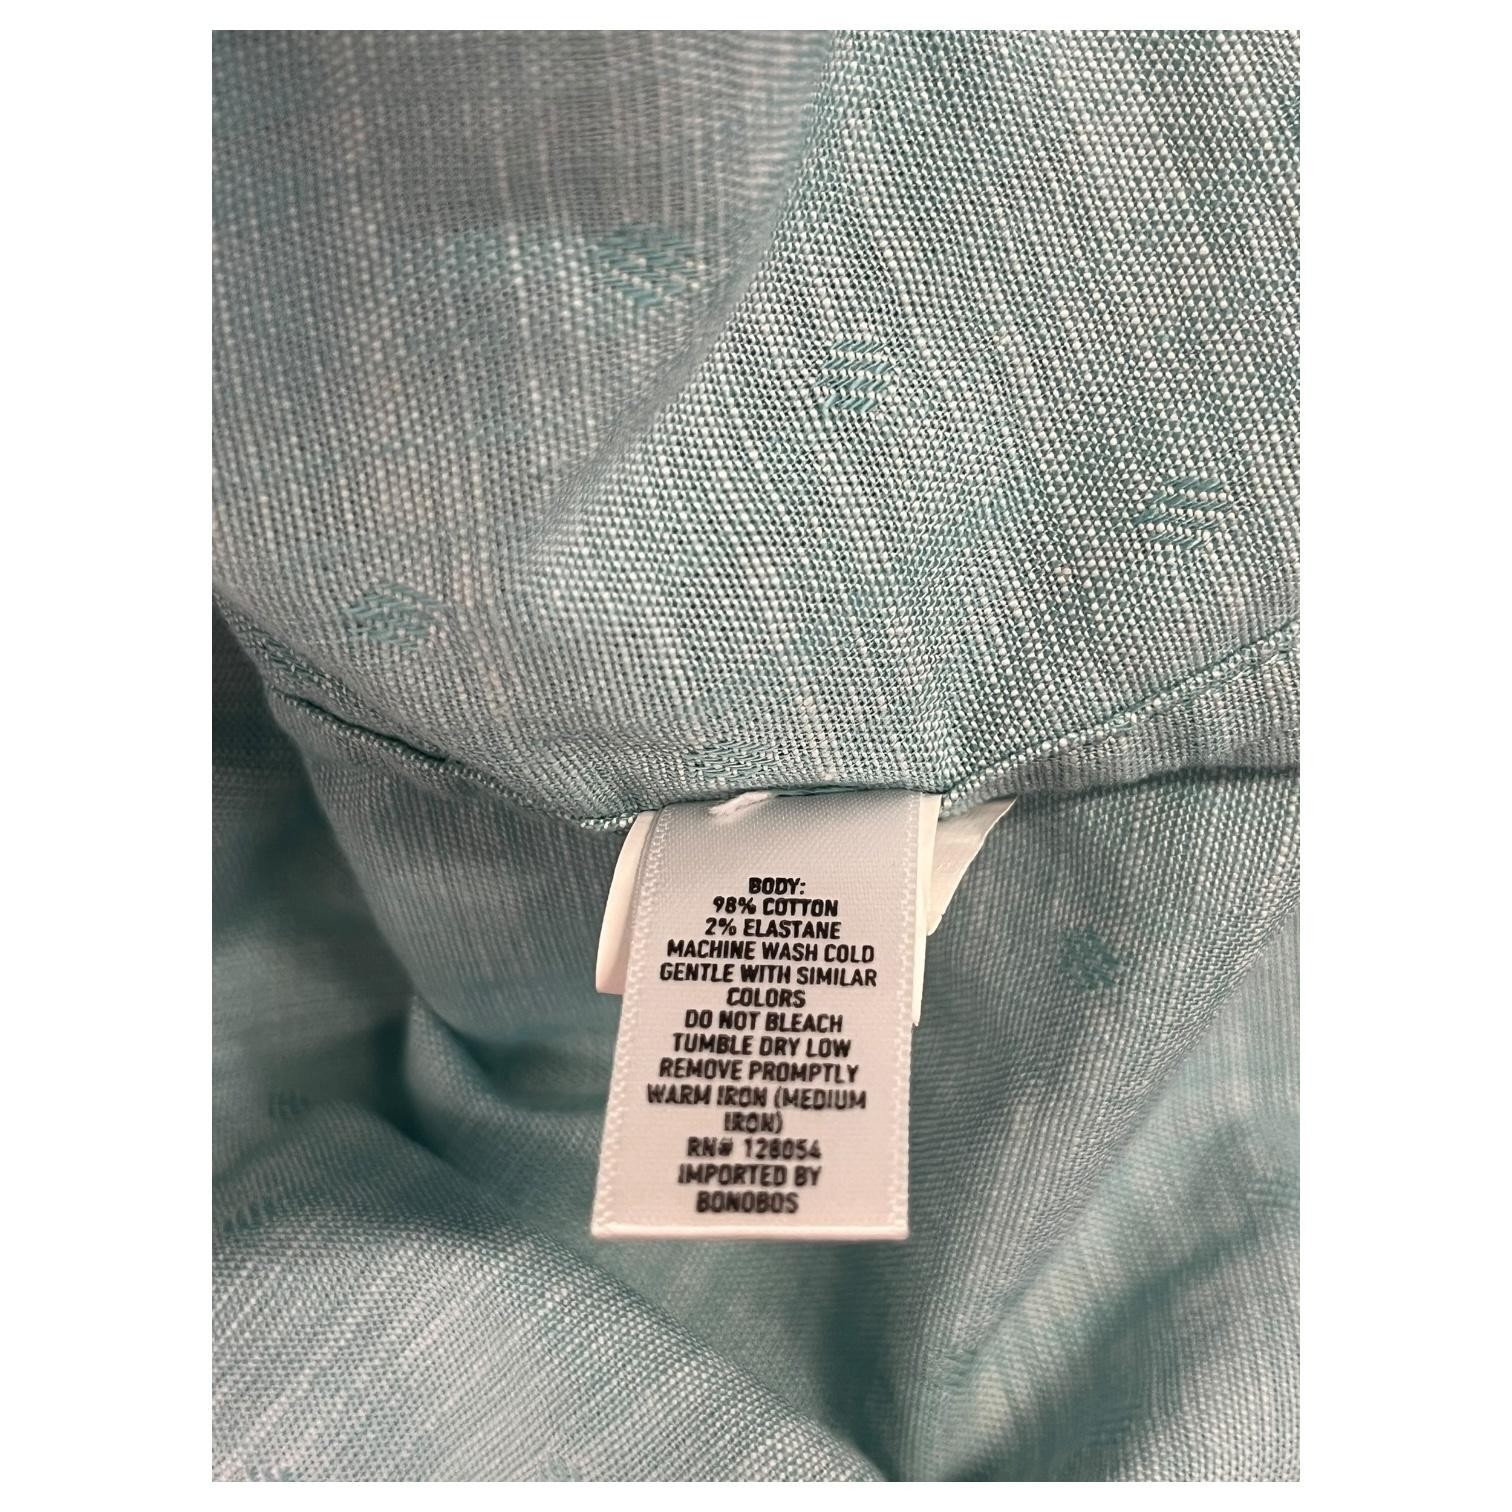 BODY:
98% COTTON
2% ELASTANE
MACHINE WASH COLD
GENTLE WITH SIMILAR
COLORS
DO NOT BLEACH
TUMBLE DRY LOW
REMOVE PROMPTLY
WARM IRON (MEDIUM
IRON)
RN# 128054
IMPORTED BY
BONOBOS